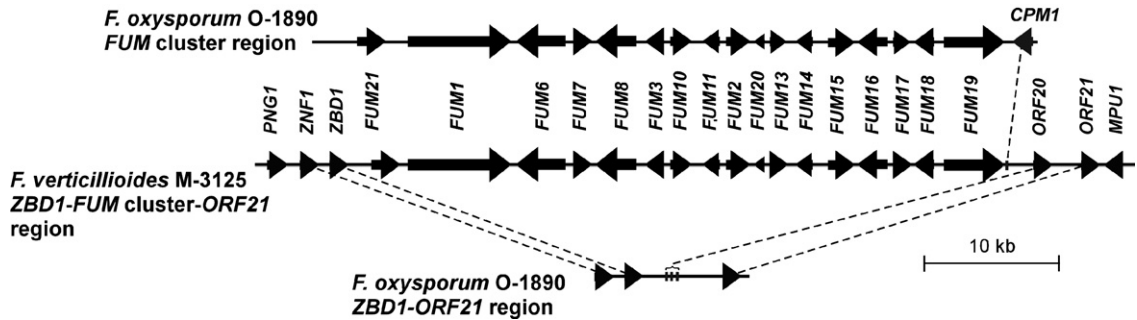 F. oxysporum O-1890
FUM cluster region
CPM1
PNG1
ZNF1
ZBD1
FUM21
FUM1
FUM6
FUM7
FUM8
FUM3
FUM10
FUM11
FUM2
FUM20
FUM13
FUM14
FUM15
FUM16
FUM17
FUM18
FUM19
ORF20
ORF21
MPU1
F. verticillioides M-3125
ZBD1-FUM cluster-ORF21
region
10 kb
F. oxysporum O-1890
ZBD1-ORF21 region